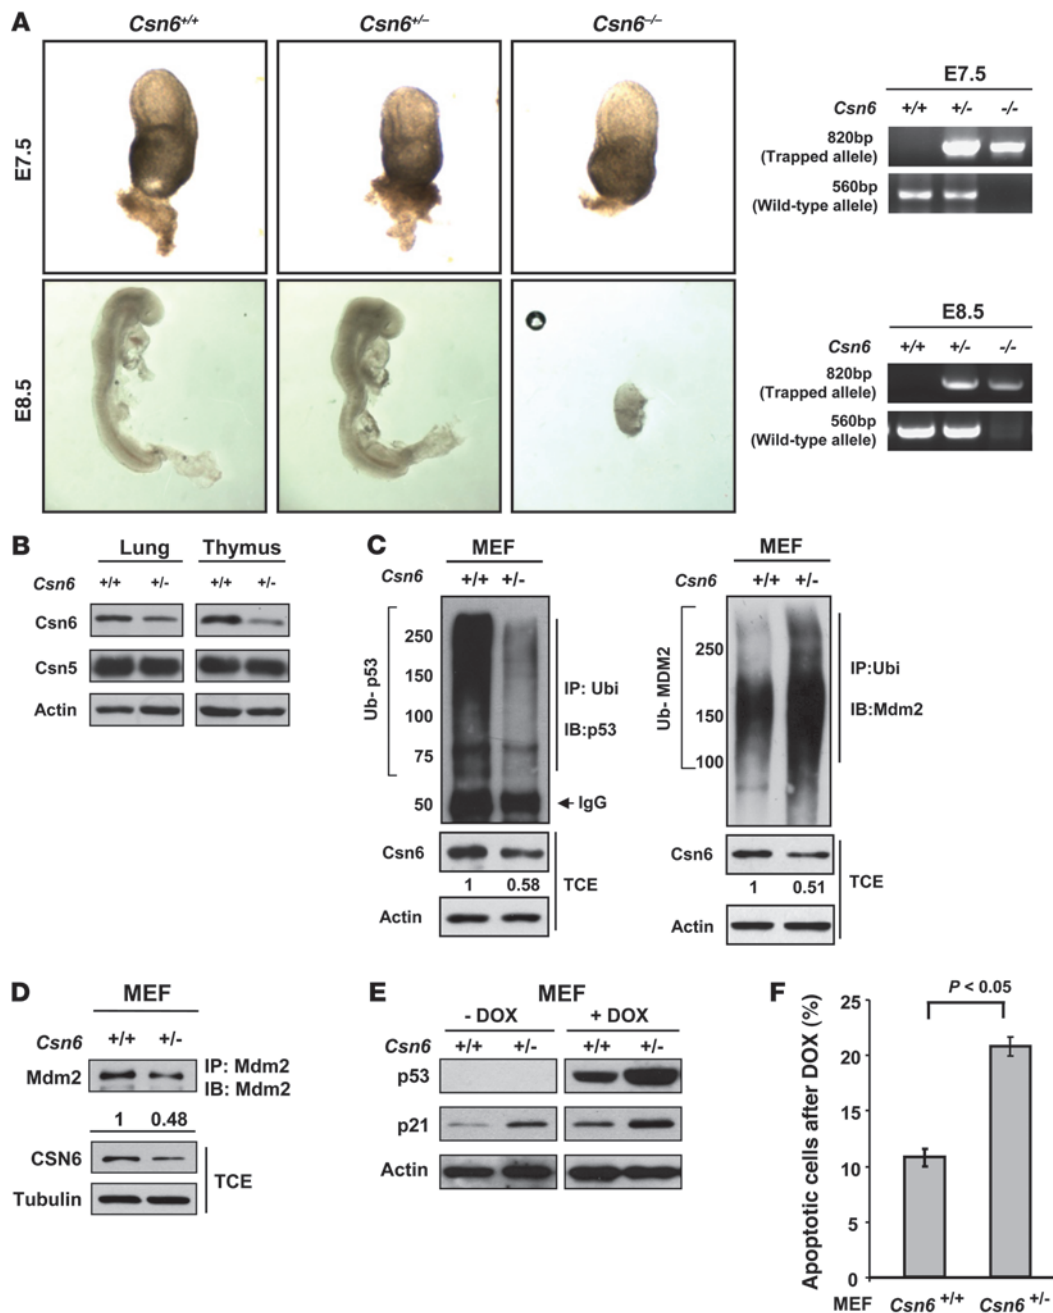 A
Csn6+/+ Csn6+/– Csn6–/–
E7.5
E8.5
E7.5
Csn6 +/+ +/- -/-
820bp
(Trapped allele)
560bp
(Wild-type allele)
E8.5
Csn6 +/+ +/- -/-
820bp
(Trapped allele)
560bp
(Wild-type allele)
B
Lung Thymus
Csn6 +/+ +/- +/+ +/-
Csn6
Csn5
Actin
C
MEF
Csn6 +/+ +/-
Ub- p53
250
150
100
75
50
IP: Ubi
IB:p53
IgG
Csn6
1 0.58
TCE
Actin
MEF
Csn6 +/+ +/-
Ub- MDM2
250
150
100
IP:Ubi
IB:Mdm2
Csn6
1 0.51
TCE
Actin
D
MEF
Csn6 +/+ +/-
Mdm2
IP: Mdm2
IB: Mdm2
1 0.48
CSN6
TCE
Tubulin
E
MEF
- DOX + DOX
Csn6 +/+ +/- +/+ +/-
p53
p21
Actin
F
P < 0.05
Apoptotic cells after DOX (%)
25
20
15
10
5
0
MEF Csn6 +/+ Csn6 +/-